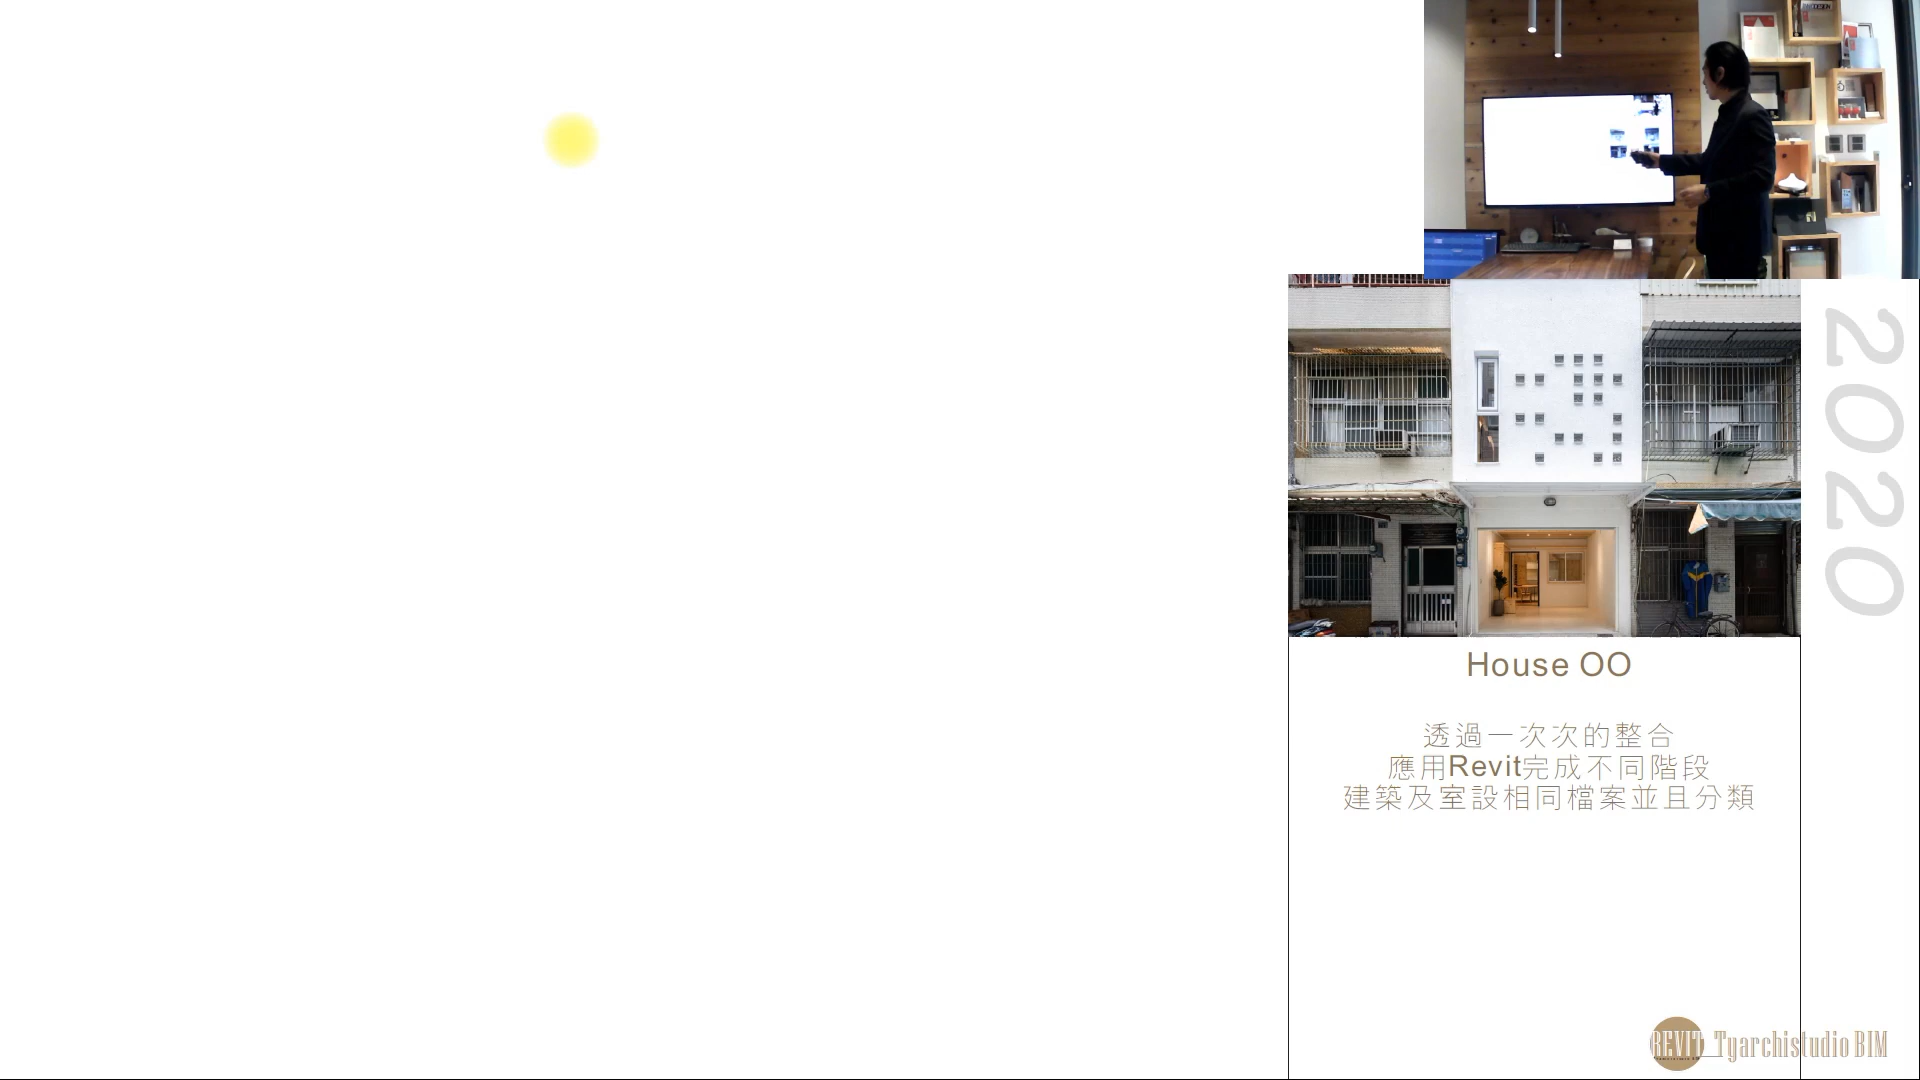 2020
House OO
透過一次次的整合
應用Revit完成不同階段
建築及室設相同檔案並且分類
REVIT Tyarchistudio BIM